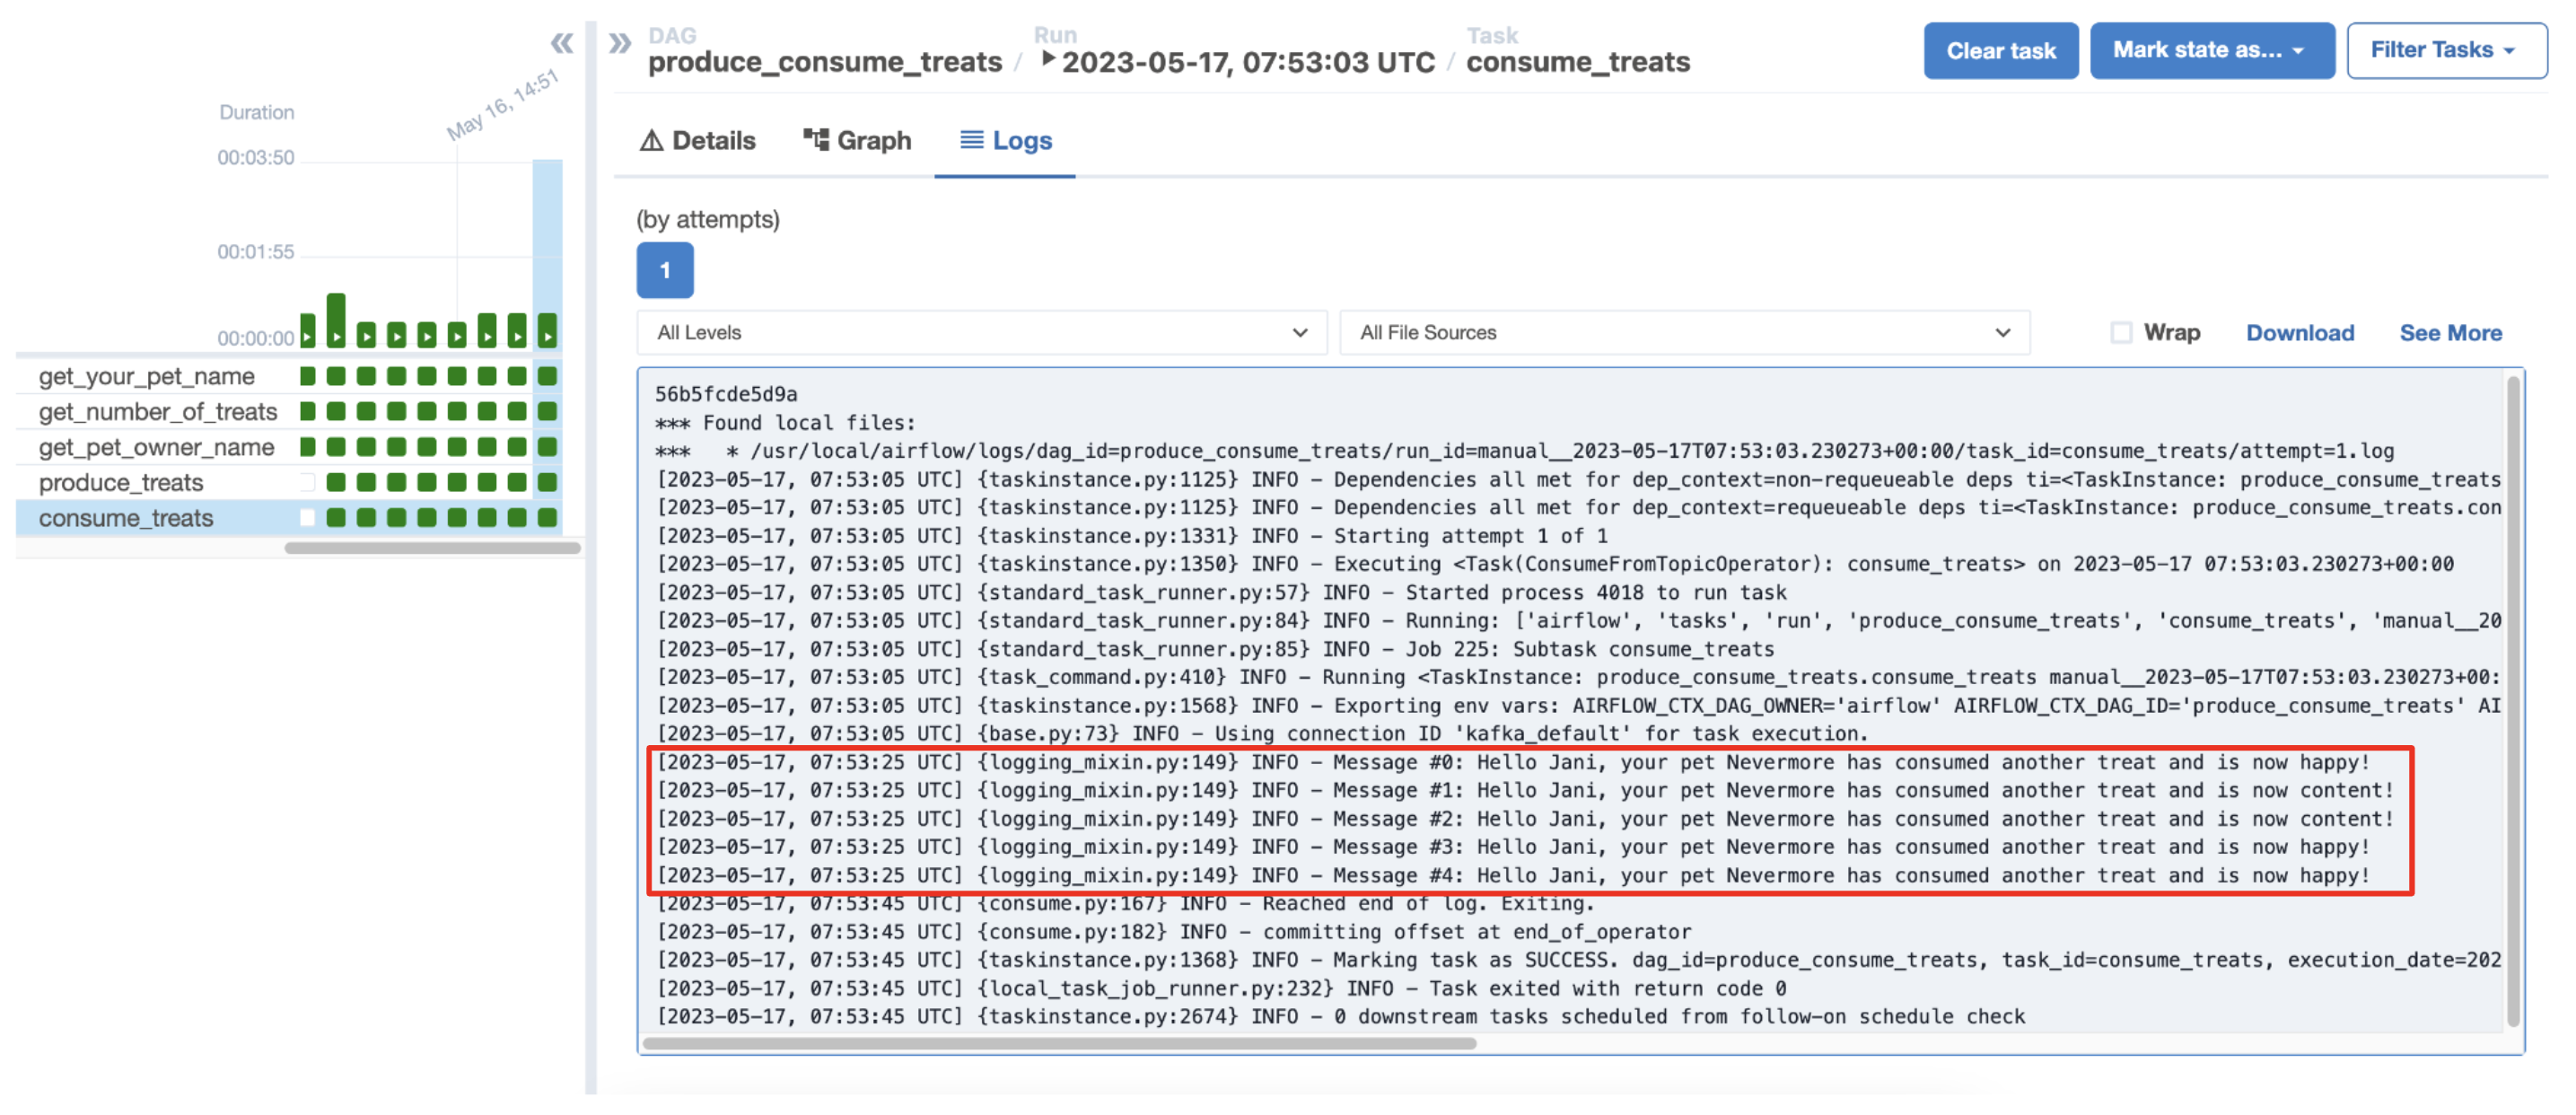 DAG
produce_consume_treats
/
Run
2023-05-17, 07:53:03 UTC
/
Task
consume_treats
Clear task
Mark state as...
Filter Tasks
May 16, 14:51
Duration
00:03:50
00:01:55
00:00:00
get_your_pet_name
get_number_of_treats
get_pet_owner_name
produce_treats
consume_treats
Details
Graph
Logs
(by attempts)
1
All Levels
All File Sources
Wrap
Download
See More
56b5fcde5d9a
*** Found local files:
***   * /usr/local/airflow/logs/dag_id=produce_consume_treats/run_id=manual__2023-05-17T07:53:03.230273+00:00/task_id=consume_treats/attempt=1.log
[2023-05-17, 07:53:05 UTC] {taskinstance.py:1125} INFO - Dependencies all met for dep_context=non-requeueable deps ti=<TaskInstance: produce_consume_treats
[2023-05-17, 07:53:05 UTC] {taskinstance.py:1125} INFO - Dependencies all met for dep_context=requeueable deps ti=<TaskInstance: produce_consume_treats.con
[2023-05-17, 07:53:05 UTC] {taskinstance.py:1331} INFO - Starting attempt 1 of 1
[2023-05-17, 07:53:05 UTC] {taskinstance.py:1350} INFO - Executing <Task(ConsumeFromTopicOperator): consume_treats> on 2023-05-17 07:53:03.230273+00:00
[2023-05-17, 07:53:05 UTC] {standard_task_runner.py:57} INFO - Started process 4018 to run task
[2023-05-17, 07:53:05 UTC] {standard_task_runner.py:84} INFO - Running: ['airflow', 'tasks', 'run', 'produce_consume_treats', 'consume_treats', 'manual__20
[2023-05-17, 07:53:05 UTC] {standard_task_runner.py:85} INFO - Job 225: Subtask consume_treats
[2023-05-17, 07:53:05 UTC] {task_command.py:410} INFO - Running <TaskInstance: produce_consume_treats.consume_treats manual__2023-05-17T07:53:03.230273+00:
[2023-05-17, 07:53:05 UTC] {taskinstance.py:1568} INFO - Exporting env vars: AIRFLOW_CTX_DAG_OWNER='airflow' AIRFLOW_CTX_DAG_ID='produce_consume_treats' AI
[2023-05-17, 07:53:05 UTC] {base.py:73} INFO - Using connection ID 'kafka_default' for task execution.
[2023-05-17, 07:53:25 UTC] {logging_mixin.py:149} INFO - Message #0: Hello Jani, your pet Nevermore has consumed another treat and is now happy!
[2023-05-17, 07:53:25 UTC] {logging_mixin.py:149} INFO - Message #1: Hello Jani, your pet Nevermore has consumed another treat and is now content!
[2023-05-17, 07:53:25 UTC] {logging_mixin.py:149} INFO - Message #2: Hello Jani, your pet Nevermore has consumed another treat and is now content!
[2023-05-17, 07:53:25 UTC] {logging_mixin.py:149} INFO - Message #3: Hello Jani, your pet Nevermore has consumed another treat and is now happy!
[2023-05-17, 07:53:25 UTC] {logging_mixin.py:149} INFO - Message #4: Hello Jani, your pet Nevermore has consumed another treat and is now happy!
[2023-05-17, 07:53:45 UTC] {consume.py:167} INFO - Reached end of log. Exiting.
[2023-05-17, 07:53:45 UTC] {consume.py:182} INFO - committing offset at end_of_operator
[2023-05-17, 07:53:45 UTC] {taskinstance.py:1368} INFO - Marking task as SUCCESS. dag_id=produce_consume_treats, task_id=consume_treats, execution_date=202
[2023-05-17, 07:53:45 UTC] {local_task_job_runner.py:232} INFO - Task exited with return code 0
[2023-05-17, 07:53:45 UTC] {taskinstance.py:2674} INFO - 0 downstream tasks scheduled from follow-on schedule check